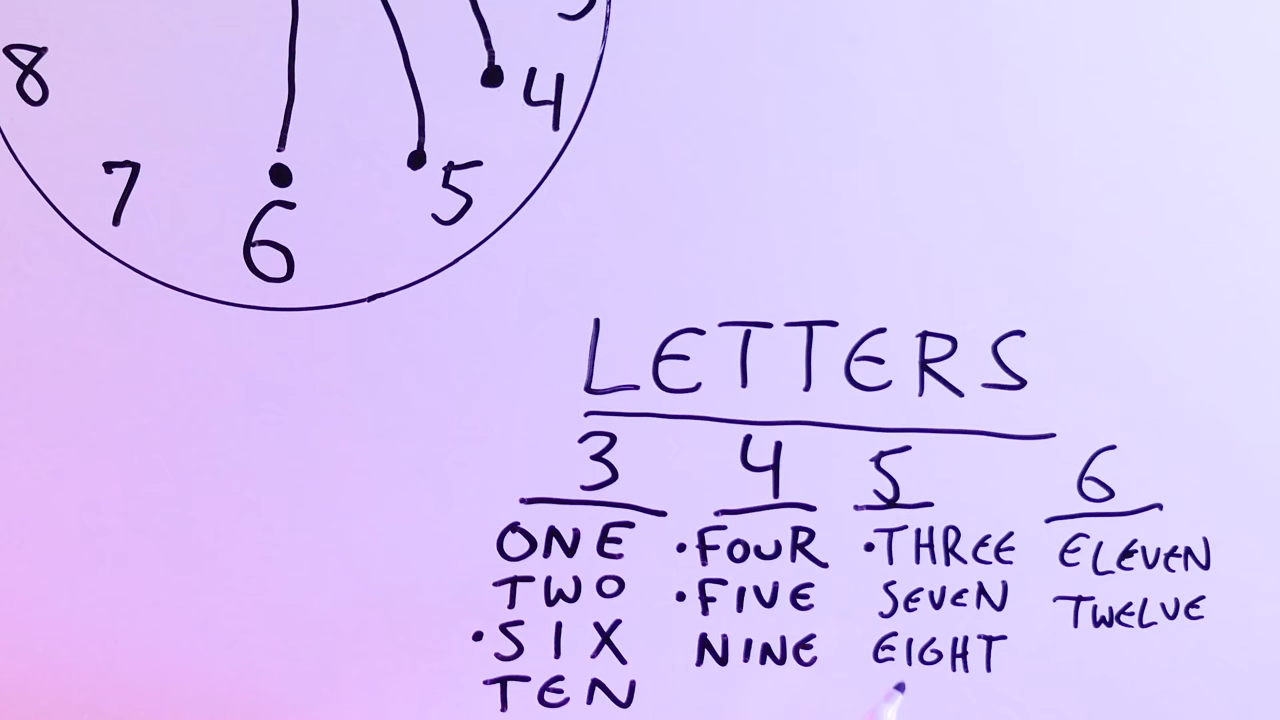 3
8
4
7
5
6
LETTERS
3 4 5 6
ONE ·FOUR ·THREE ELEVEN
TWO ·FIVE SEVEN TWELVE
·SIX NINE EIGHT
TEN